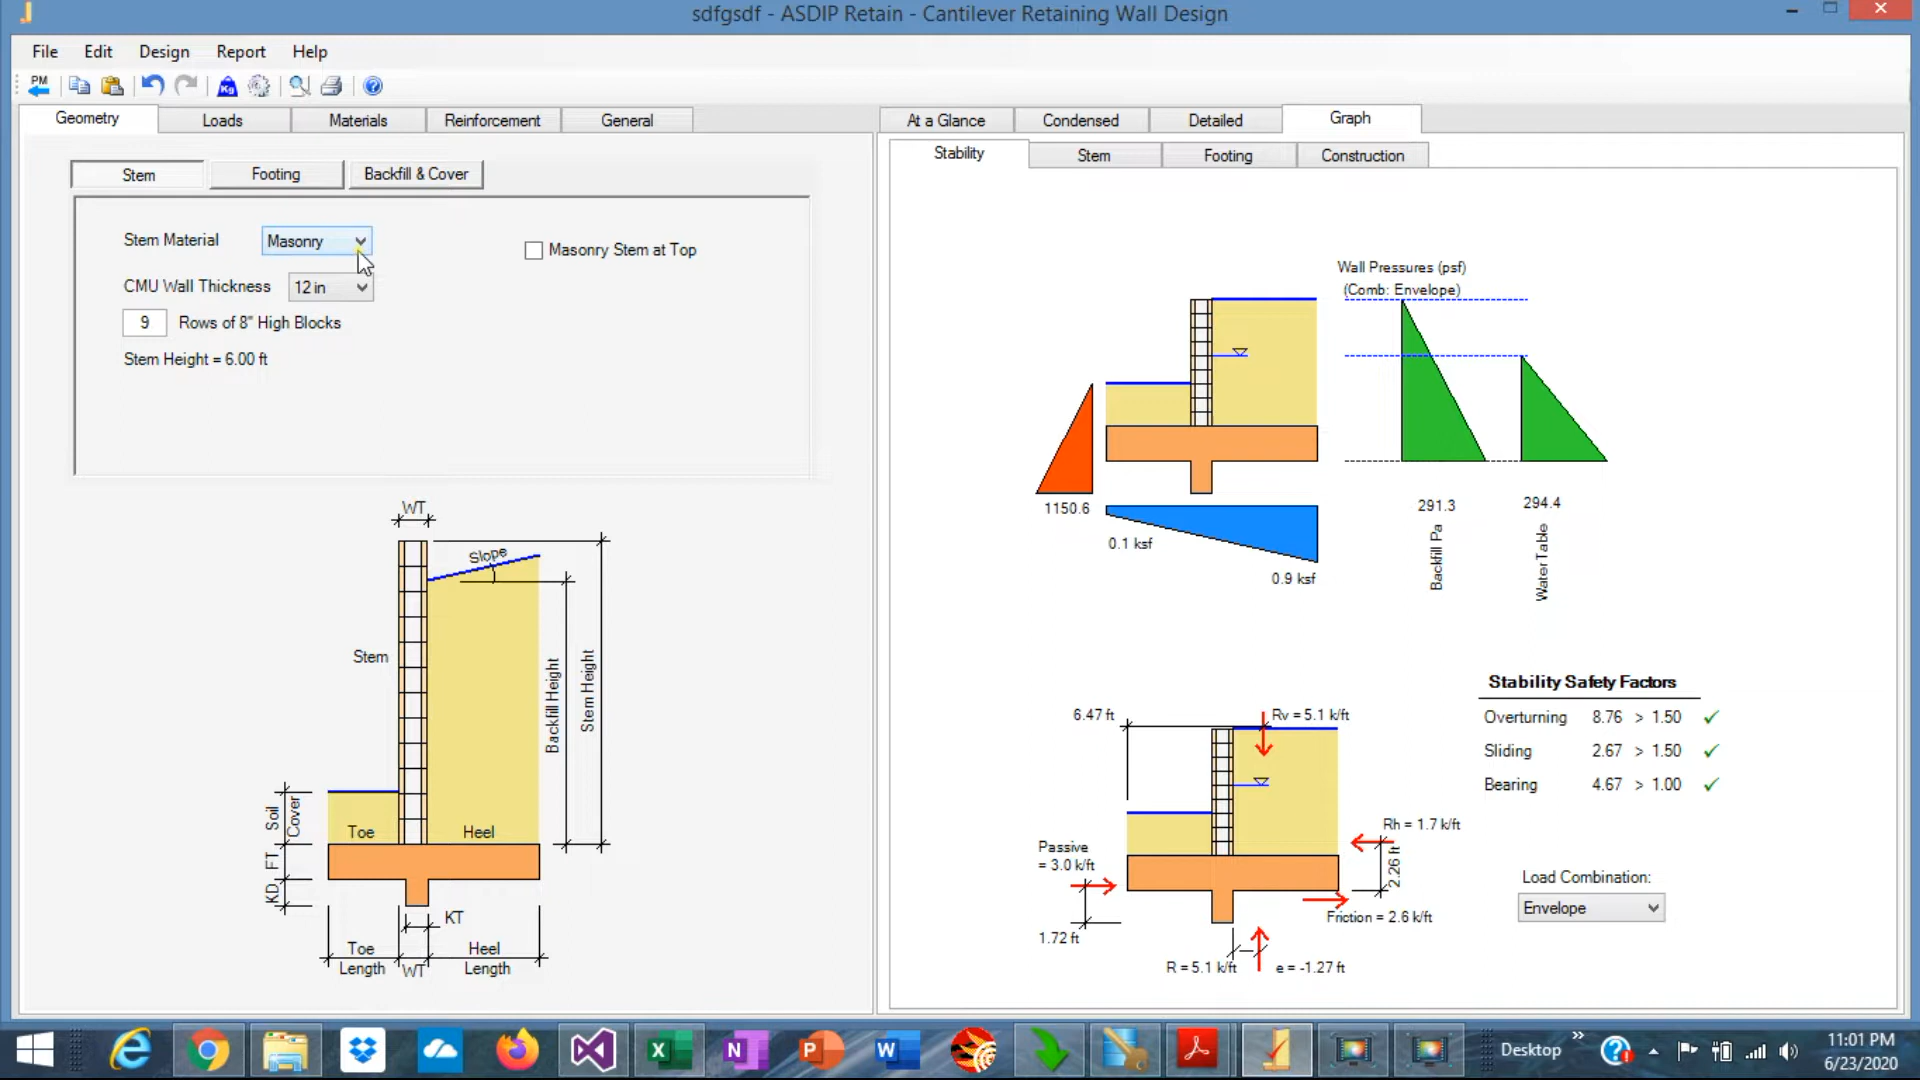 sdfgsdf - ASDIP Retain - Cantilever Retaining Wall Design
File Edit Design Report Help
PM
Kg
Geometry Loads Materials Reinforcement General
At a Glance Condensed Detailed Graph
Stem Footing Backfill & Cover
Stability Stem Footing Construction
Stem Material Masonry
Masonry Stem at Top
CMU Wall Thickness 12 in
9 Rows of 8" High Blocks
Stem Height = 6.00 ft
WT
Slope
Stem
Backfill Height
Stem Height
Soil
Cover
Toe
Heel
FT
KD
KT
Toe
Length
WT
Heel
Length
Wall Pressures (psf)
(Comb: Envelope)
1150.6
0.1 ksf
0.9 ksf
291.3
294.4
Backfill Pa
Water Table
6.47 ft
Rv = 5.1 k/ft
Rh = 1.7 k/ft
2.26 ft
Passive
= 3.0 k/ft
1.72 ft
Friction = 2.6 k/ft
R = 5.1 k/ft
e = -1.27 ft
Stability Safety Factors
Overturning 8.76 > 1.50
Sliding 2.67 > 1.50
Bearing 4.67 > 1.00
Load Combination:
Envelope
Desktop
11:01 PM
6/23/2020